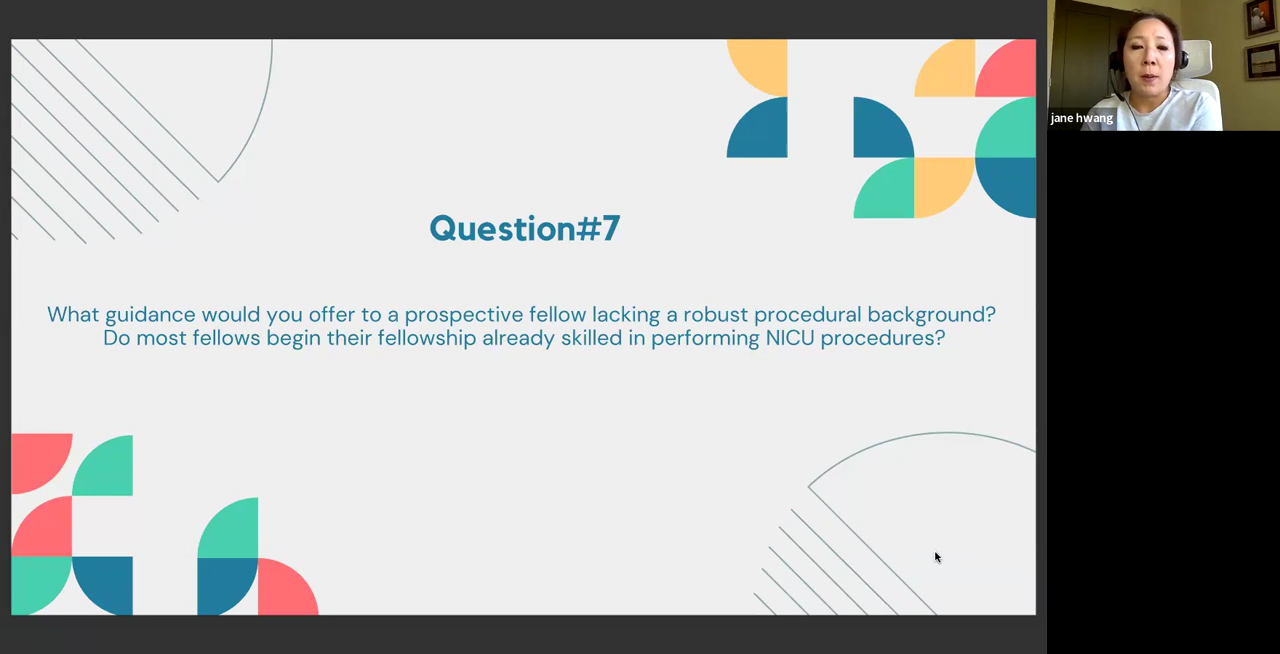 Question#7
What guidance would you offer to a prospective fellow lacking a robust procedural background?
Do most fellows begin their fellowship already skilled in performing NICU procedures?
jane hwang